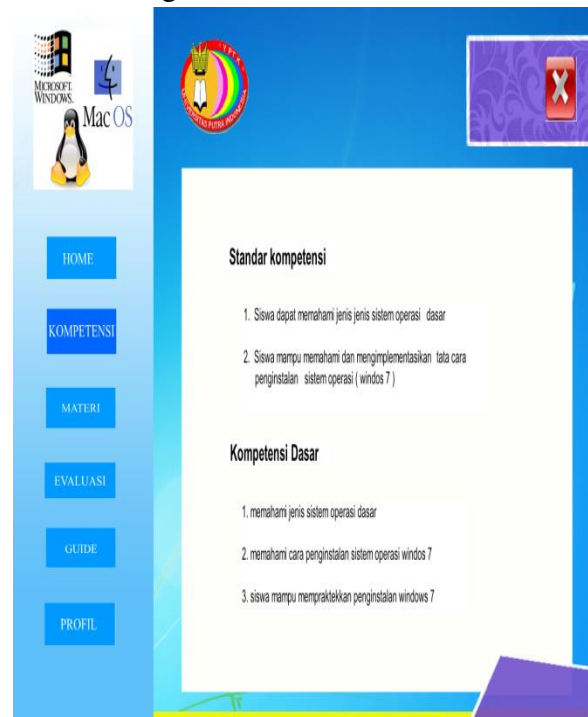 MICROSOFT.
WINDOWS.
Mac OS
HOME
KOMPETENSI
MATERI
EVALUASI
GUIDE
PROFIL
Standar kompetensi
1. Siswa dapat memahami jenis jenis sistem operasi dasar
2. Siswa mampu memahami dan mengimplementasikan tata cara
penginstalan sistem operasi ( windos 7 )
Kompetensi Dasar
1. memahami jenis sistem operasi dasar
2. memahami cara penginstalan sistem operasi windos 7
3. siswa mampu mempraktekkan penginstalan windows 7